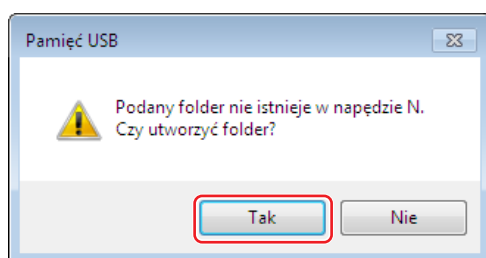 Pamięć USB
Podany folder nie istnieje w napędzie N.
Czy utworzyć folder?
Tak
Nie